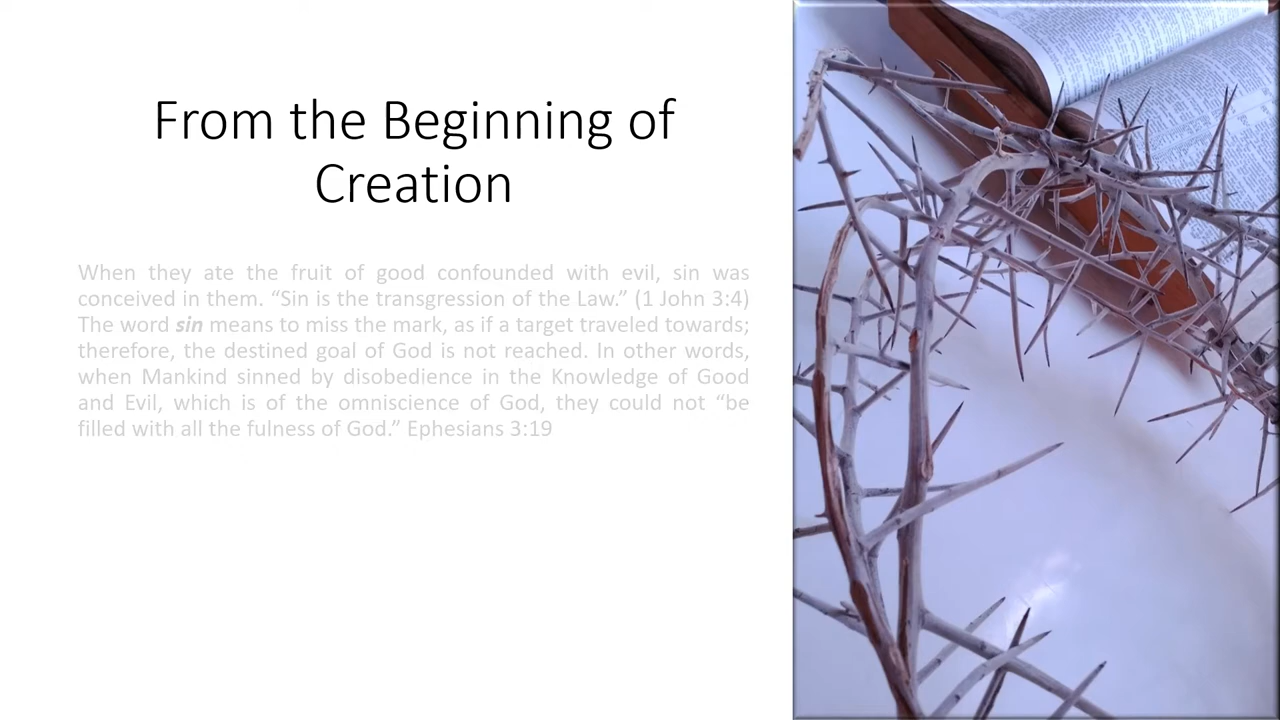 From the Beginning of
Creation
When they ate the fruit of good confounded with evil, sin was
conceived in them. “Sin is the transgression of the Law.” (1 John 3:4)
The word sin means to miss the mark, as if a target traveled towards;
therefore, the destined goal of God is not reached. In other words,
when Mankind sinned by disobedience in the Knowledge of Good
and Evil, which is of the omniscience of God, they could not “be
filled with all the fulness of God.” Ephesians 3:19